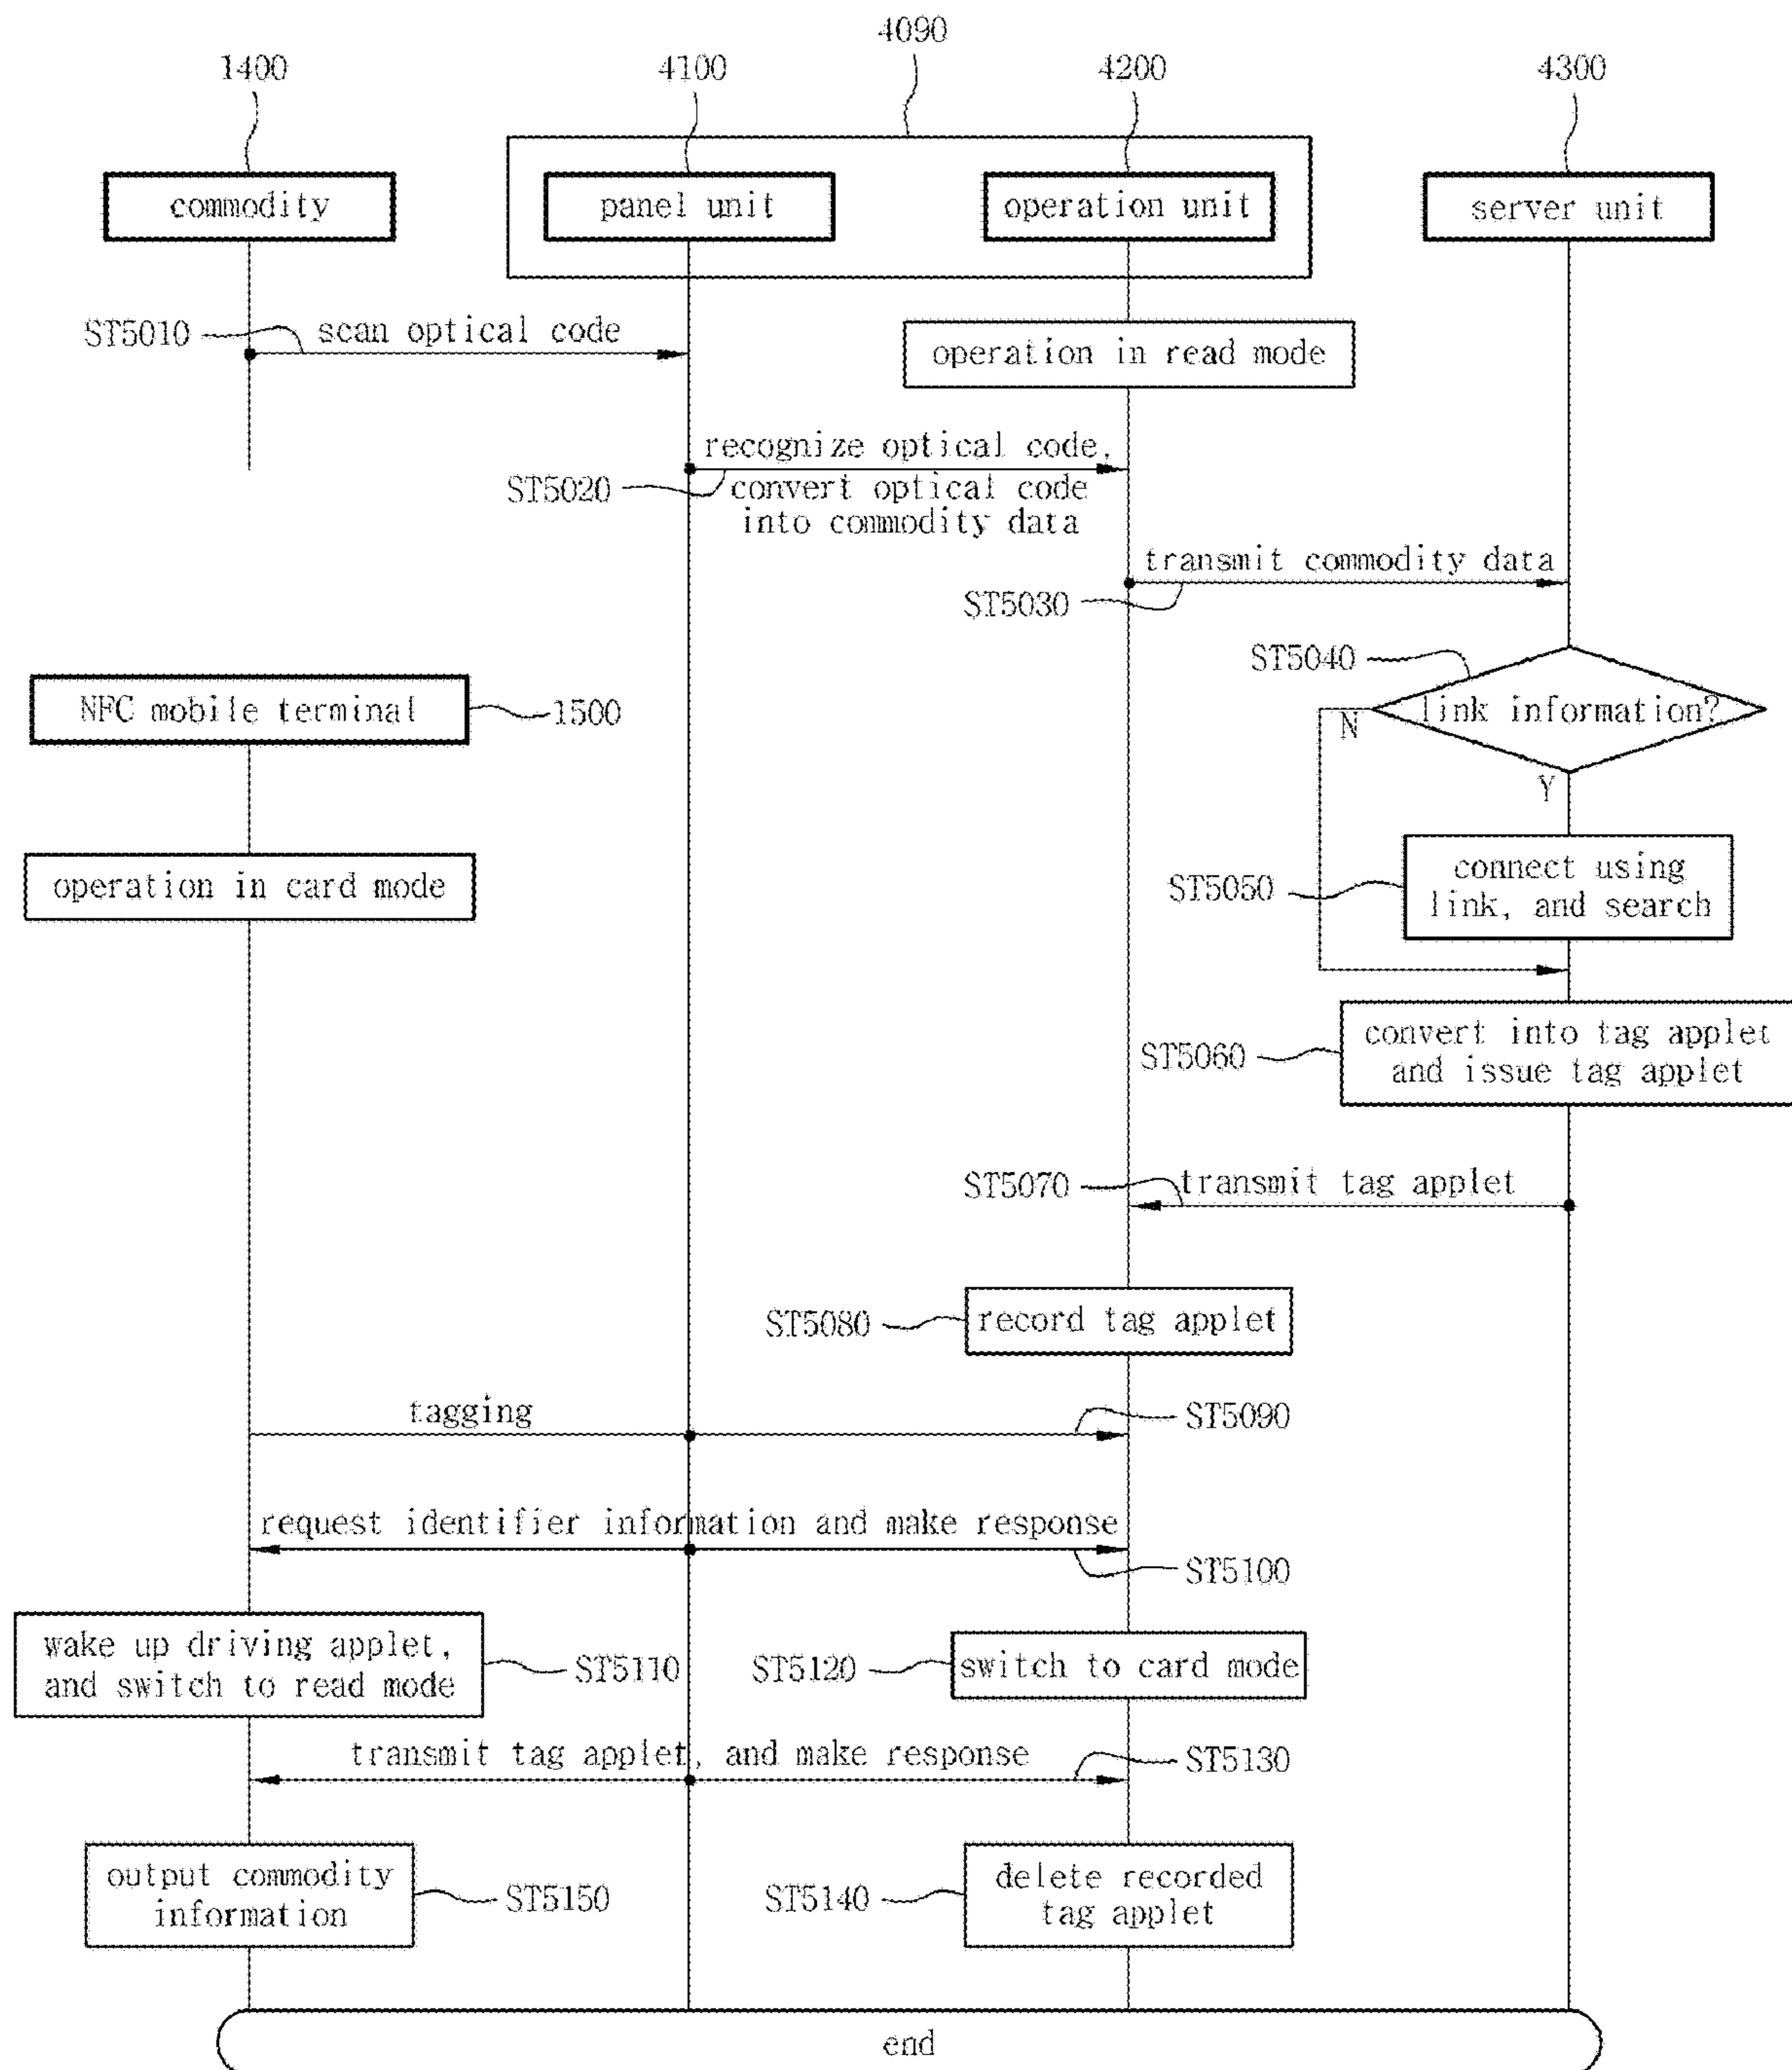 4090
1400
4100
4200
4300
commodity
panel unit
operation unit
server unit
ST5010
scan optical code
operation in read mode
recognize optical code,
ST5020
convert optical code
into commodity data
transmit commodity data
ST5030
ST5040
NFC mobile terminal
1500
link information?
N
Y
operation in card mode
ST5050
connect using
link, and search
ST5060
convert into tag applet
and issue tag applet
ST5070
transmit tag applet
ST5080
record tag applet
tagging
ST5090
request identifier information and make response
ST5100
wake up driving applet,
and switch to read mode
ST5110
ST5120
switch to card mode
transmit tag applet, and make response
ST5130
output commodity
information
ST5150
ST5140
delete recorded
tag applet
end